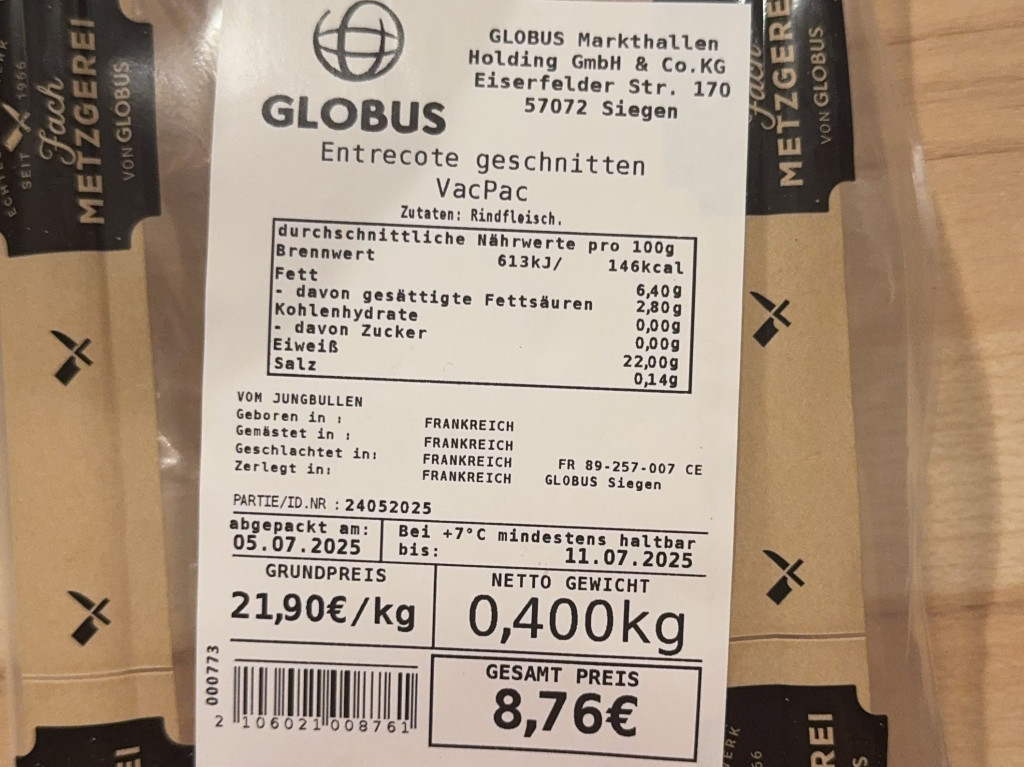 SEIT 1966
Fach
METZGEREI
VON GLOBUS
GLOBUS
GLOBUS Markthallen
Holding GmbH & Co.KG
Eiserfelder Str. 170
57072 Siegen
Fach
METZGEREI
VON GLOBUS
Entrecote geschnitten
VacPac
Zutaten: Rindfleisch.
durchschnittliche Nährwerte pro 100g
Brennwert 613kJ/ 146kcal
Fett 6,40g
- davon gesättigte Fettsäuren 2,80g
Kohlenhydrate 0,00g
- davon Zucker 0,00g
Eiweiß 22,00g
Salz 0,14g
VOM JUNGBULLEN
Geboren in : FRANKREICH
Gemästet in : FRANKREICH
Geschlachtet in: FRANKREICH FR 89-257-007 CE
Zerlegt in: FRANKREICH GLOBUS Siegen
PARTIE/ID.NR : 24052025
abgepackt am:
05.07.2025
Bei +7°C mindestens haltbar
bis: 11.07.2025
GRUNDPREIS
21,90€/kg
NETTO GEWICHT
0,400kg
000773
2 106021 008761
GESAMT PREIS
8,76€